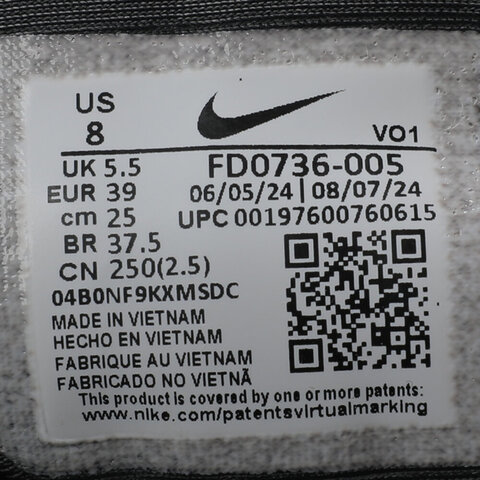 US
8
VO1
UK 5.5
FD0736-005
EUR 39
06/05/24 | 08/07/24
cm 25
UPC 00197600760615
BR 37.5
CN 250(2.5)
04B0NF9KXMSDC
MADE IN VIETNAM
HECHO EN VIETNAM
FABRIQUE AU VIETNAM
FABRICADO NO VIETNÃ
This product is covered by one or more patents:
www.nike.com/patentsvirtualmarking